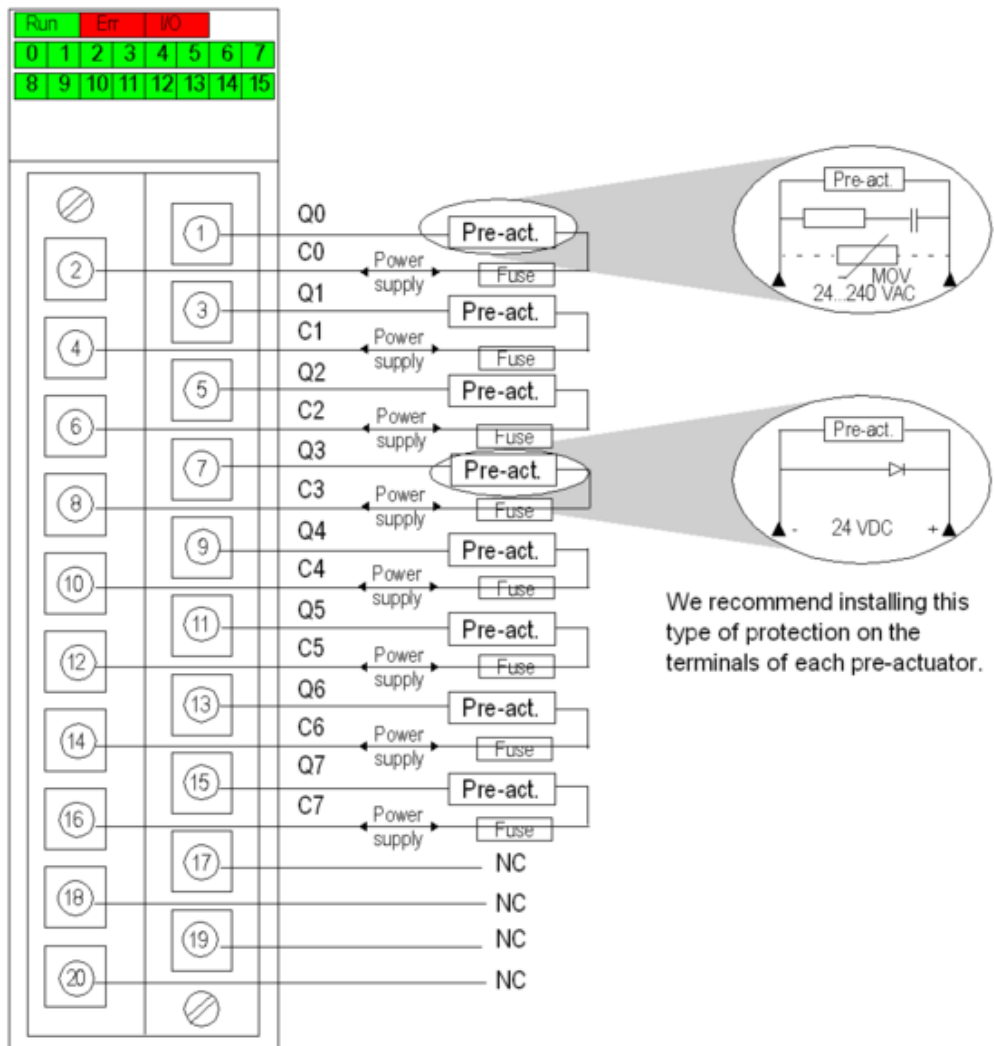 Run Err I/O
0 1 2 3 4 5 6 7
8 9 10 11 12 13 14 15
Pre-act.
MOV
24...240 VAC
1 Q0 Pre-act.
2 C0 Power supply Fuse
3 Q1 Pre-act.
4 C1 Power supply Fuse
5 Q2 Pre-act.
6 C2 Power supply Fuse
7 Q3 Pre-act.
8 C3 Power supply Fuse
Pre-act.
- 24 VDC +
9 Q4 Pre-act.
10 C4 Power supply Fuse
We recommend installing this
type of protection on the
terminals of each pre-actuator.
11 Q5 Pre-act.
12 C5 Power supply Fuse
13 Q6 Pre-act.
14 C6 Power supply Fuse
15 Q7 Pre-act.
16 C7 Power supply Fuse
17 NC
18 NC
19 NC
20 NC